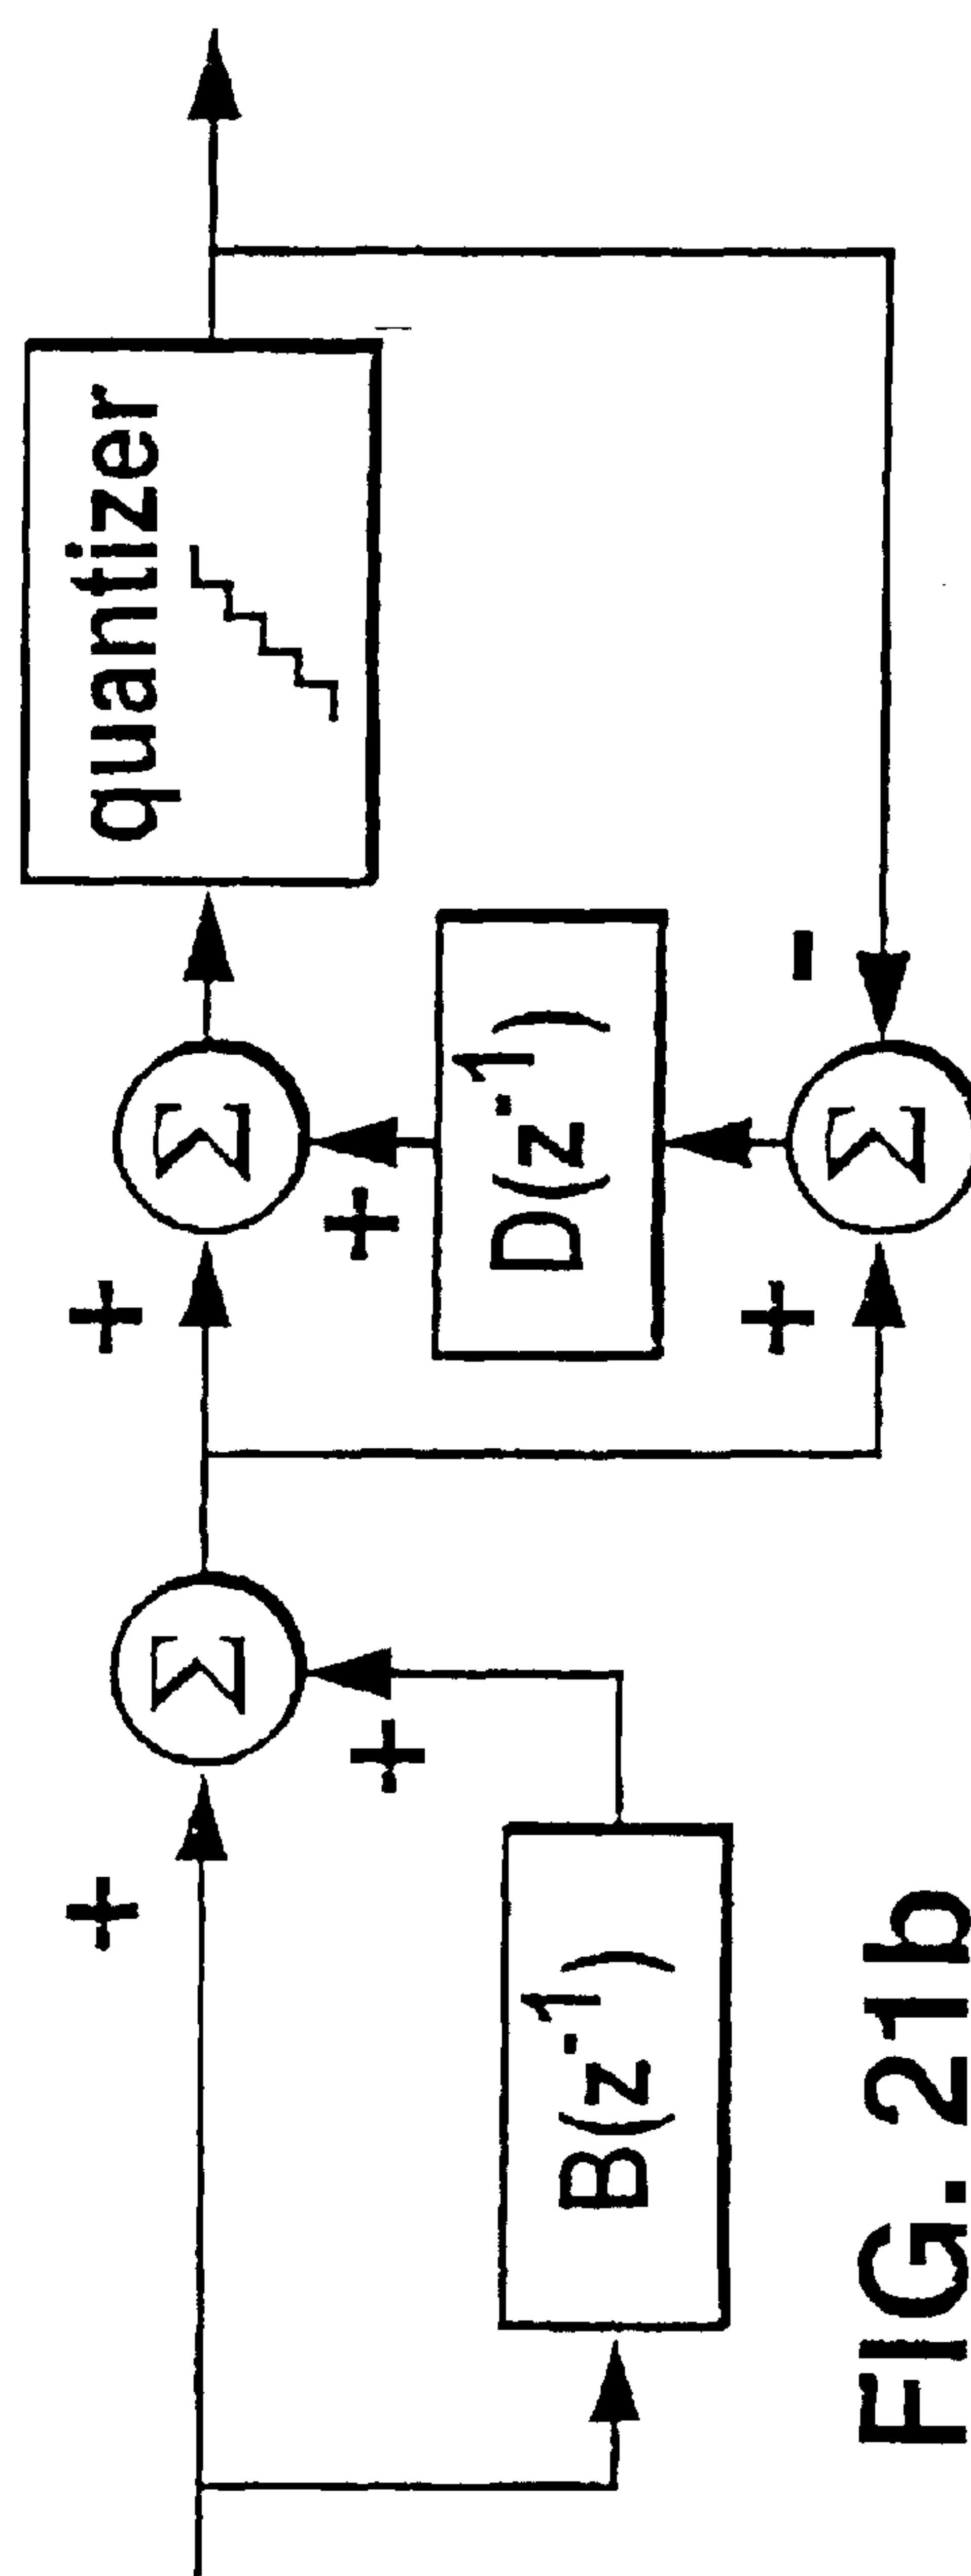 +
Σ
+
Σ
quantizer
+
+
B(z⁻¹)
D(z⁻¹)
+
Σ
-
FIG. 21b